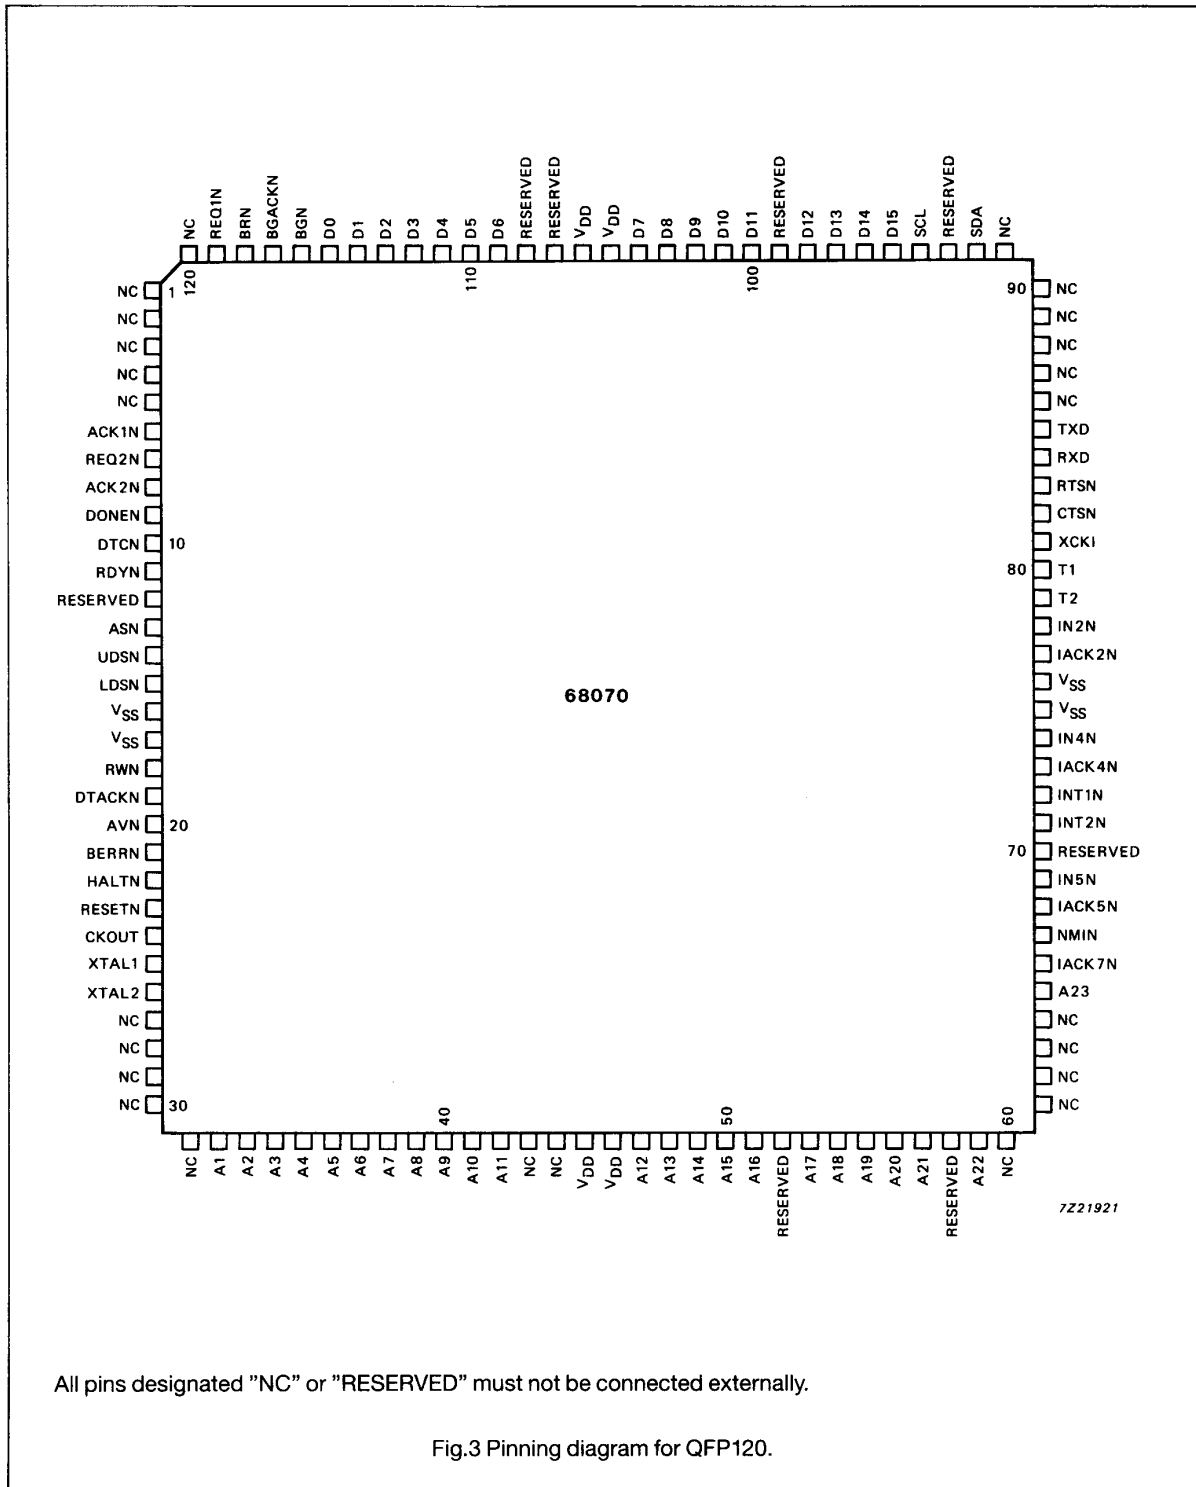 NC
REQ1N
BRN
BGACKN
BGN
D0
D1
D2
D3
D4
D5
D6
RESERVED
RESERVED
VDD
VDD
D7
D8
D9
D10
D11
RESERVED
D12
D13
D14
D15
SCL
RESERVED
SDA
NC
120
110
100
NC 1
NC
NC
NC
NC
ACK1N
REQ2N
ACK2N
DONEN
DTCN 10
RDYN
RESERVED
ASN
UDSN
LDSN
VSS
VSS
RWN
DTACKN
AVN 20
BERRN
HALTN
RESETN
CKOUT
XTAL1
XTAL2
NC
NC
NC
NC 30
68070
90 NC
NC
NC
NC
NC
TXD
RXD
RTSN
CTSN
XCKI
80 T1
T2
IN2N
IACK2N
VSS
VSS
IN4N
IACK4N
INT1N
INT2N
70 RESERVED
IN5N
IACK5N
NMIN
IACK7N
A23
NC
NC
NC
NC
40
50
60
NC
A1
A2
A3
A4
A5
A6
A7
A8
A9
A10
A11
NC
NC
VDD
VDD
A12
A13
A14
A15
A16
RESERVED
A17
A18
A19
A20
A21
RESERVED
A22
NC
7Z21921
All pins designated "NC" or "RESERVED" must not be connected externally.
Fig.3 Pinning diagram for QFP120.